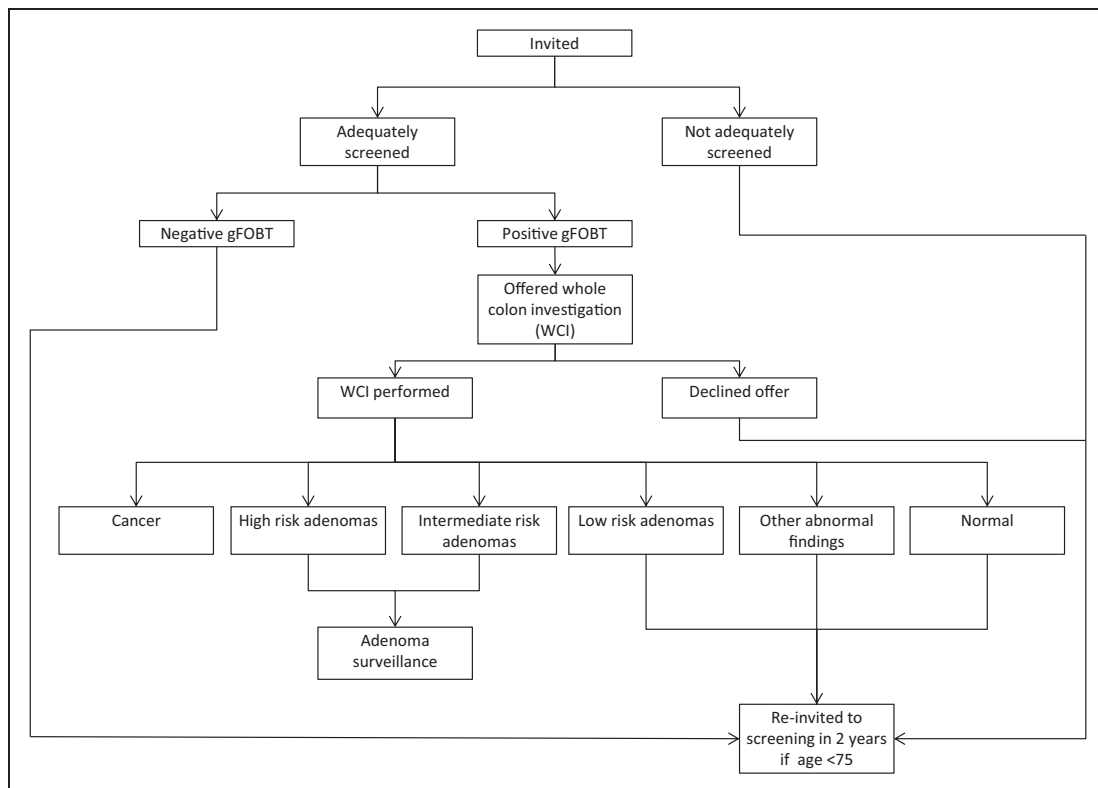 Invited
Adequately
screened
Not adequately
screened
Negative gFOBT
Positive gFOBT
Offered whole
colon investigation
(WCI)
WCI performed
Declined offer
Cancer
High risk adenomas
Intermediate risk
adenomas
Low risk adenomas
Other abnormal
findings
Normal
Adenoma
surveillance
Re-invited to
screening in 2 years
if age <75